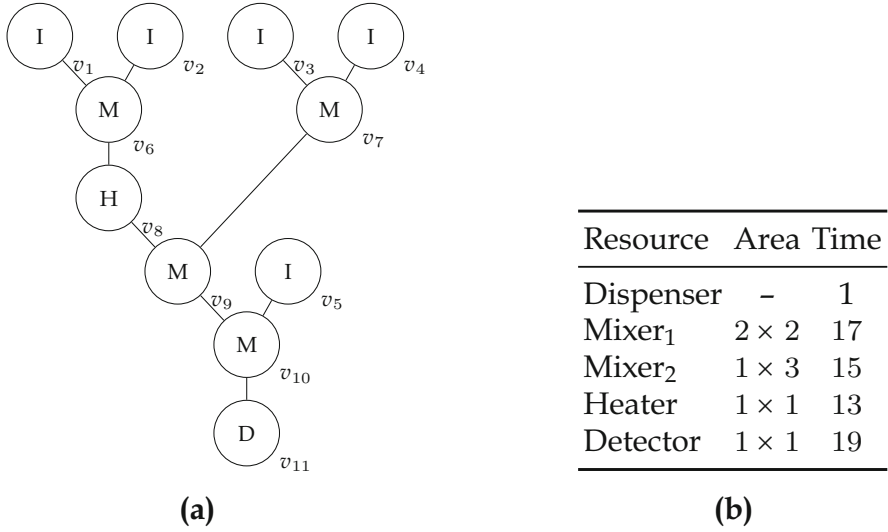 I I I I
v₁ v₂ v₃ v₄
M M
v₆ v₇
H
v₈
M I
v₉ v₅
M
v₁₀
D
v₁₁
(a)
Resource Area Time
Dispenser – 1
Mixer₁ 2 × 2 17
Mixer₂ 1 × 3 15
Heater 1 × 1 13
Detector 1 × 1 19
(b)